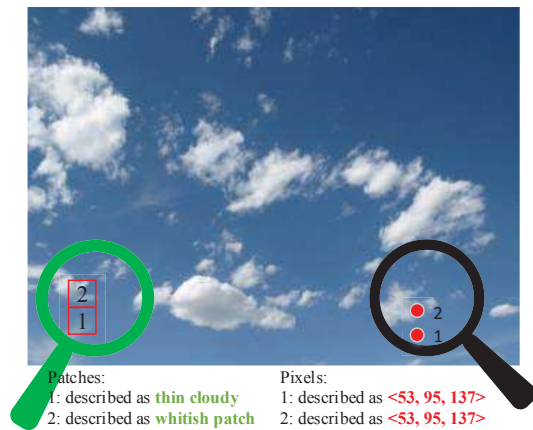 2
1
2
1
Patches:
1: described as thin cloudy
2: described as whitish patch
Pixels:
1: described as <53, 95, 137>
2: described as <53, 95, 137>